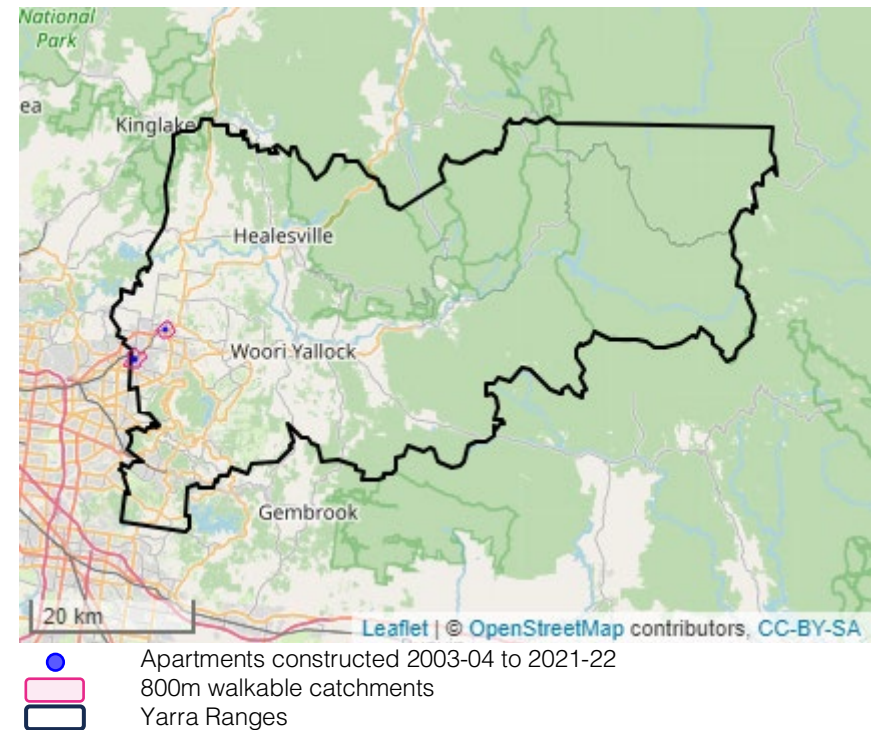 National
Park
ea
Kinglake
Healesville
Woori Yallock
Gembrook
20 km
Leaflet | © OpenStreetMap contributors, CC-BY-SA
Apartments constructed 2003-04 to 2021-22
800m walkable catchments
Yarra Ranges